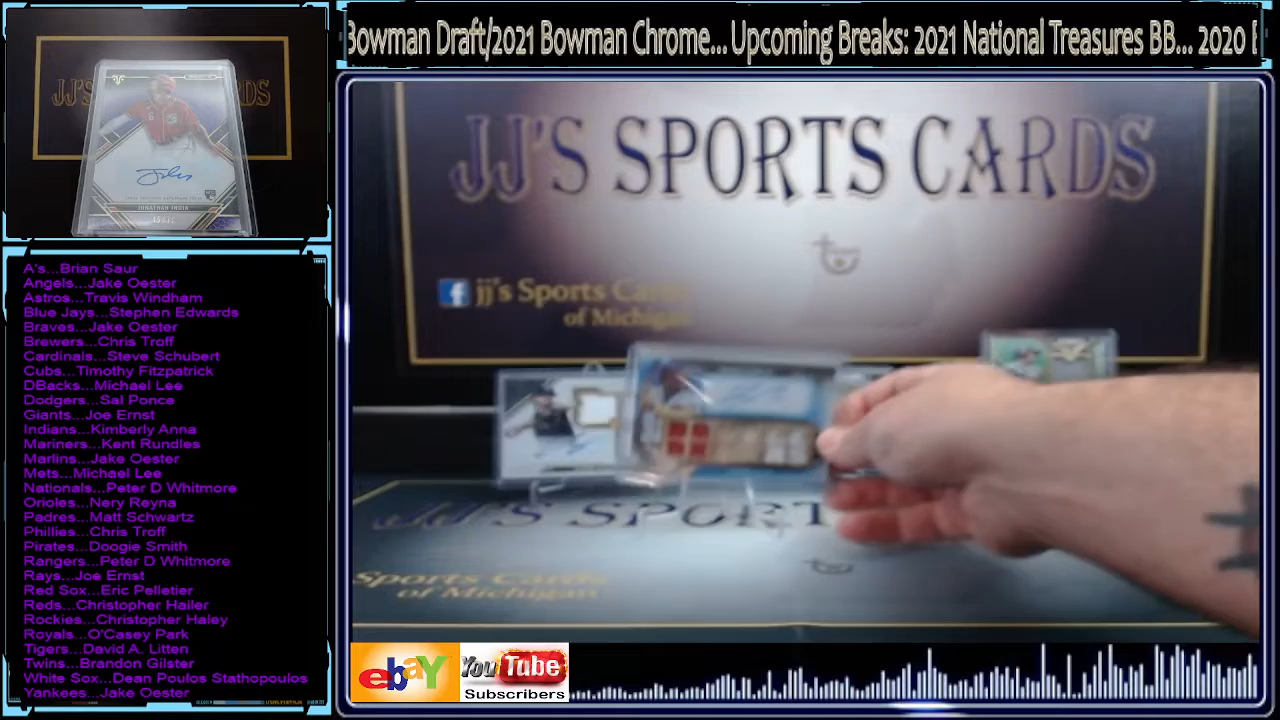 Bowman Draft/2021 Bowman Chrome... Upcoming Breaks: 2021 National Treasures BB... 2020 E
JJ'S SPORTS CARDS
jj's Sports Cards
of Michigan
JJ'S SPORT
Sports Cards
of Michigan
JONATHAN INDIA
A's...Brian Saur
Angels...Jake Oester
Astros...Travis Windham
Blue Jays...Stephen Edwards
Braves...Jake Oester
Brewers...Chris Troff
Cardinals...Steve Schubert
Cubs...Timothy Fitzpatrick
DBacks...Michael Lee
Dodgers...Sal Ponce
Giants...Joe Ernst
Indians...Kimberly Anna
Mariners...Kent Rundles
Marlins...Jake Oester
Mets...Michael Lee
Nationals...Peter D Whitmore
Orioles...Nery Reyna
Padres...Matt Schwartz
Phillies...Chris Troff
Pirates...Doogie Smith
Rangers...Peter D Whitmore
Rays...Joe Ernst
Red Sox...Eric Pelletier
Reds...Christopher Hailer
Rockies...Christopher Haley
Royals...O'Casey Park
Tigers...David A. Litten
Twins...Brandon Gilster
White Sox...Dean Poulos Stathopoulos
Yankees...Jake Oester
ebaY
YouTube
Subscribers